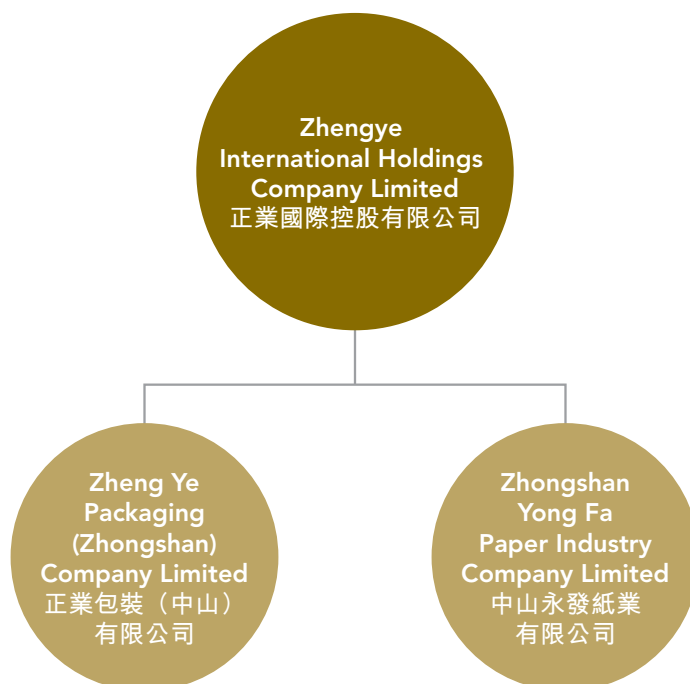 Zhengye
International Holdings
Company Limited
正業國際控股有限公司
Zheng Ye
Packaging
(Zhongshan)
Company Limited
正業包裝（中山）
有限公司
Zhongshan
Yong Fa
Paper Industry
Company Limited
中山永發紙業
有限公司